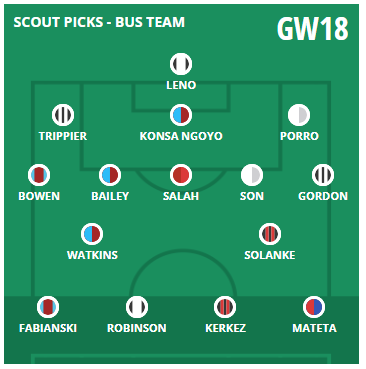 SCOUT PICKS - BUS TEAM
GW18
LENO
TRIPPIER KONSA NGOYO PORRO
BOWEN BAILEY SALAH SON GORDON
WATKINS SOLANKE
FABIANSKI ROBINSON KERKEZ MATETA